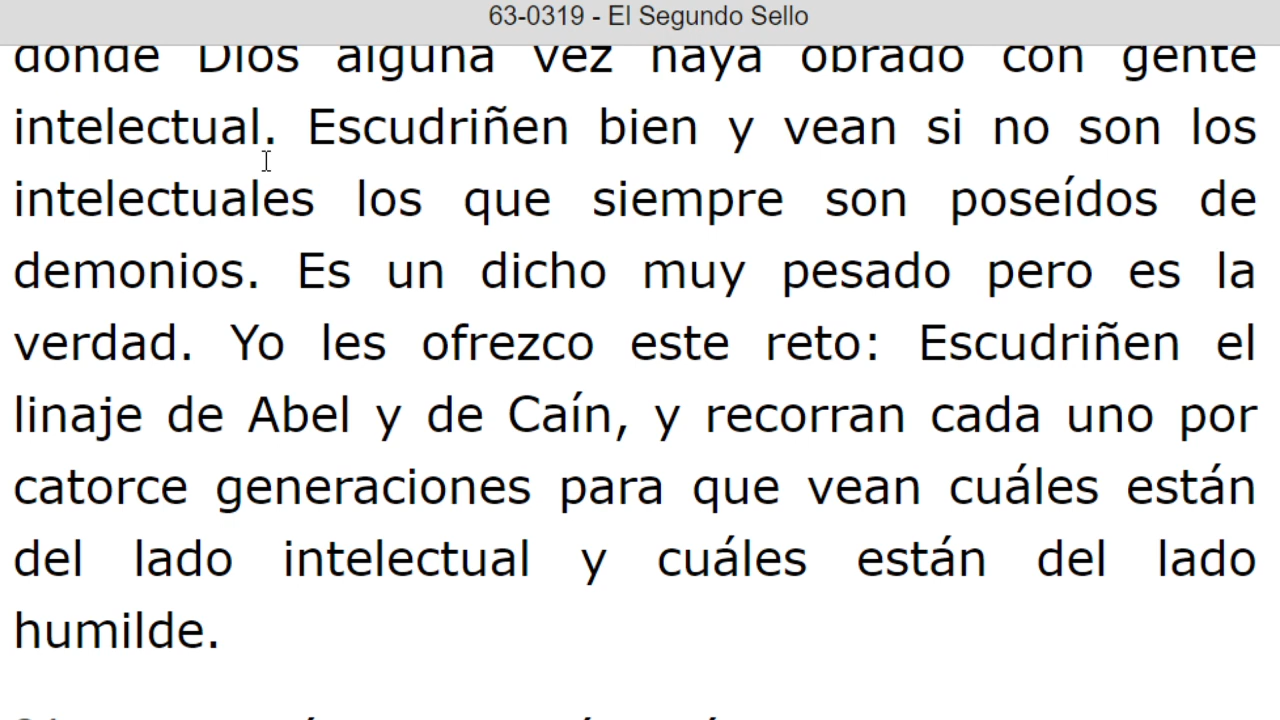 63-0319 - El Segundo Sello
donde Dios alguna vez haya obrado con gente
intelectual. Escudriñen bien y vean si no son los
intelectuales los que siempre son poseídos de
demonios. Es un dicho muy pesado pero es la
verdad. Yo les ofrezco este reto: Escudriñen el
linaje de Abel y de Caín, y recorran cada uno por
catorce generaciones para que vean cuáles están
del lado intelectual y cuáles están del lado
humilde.